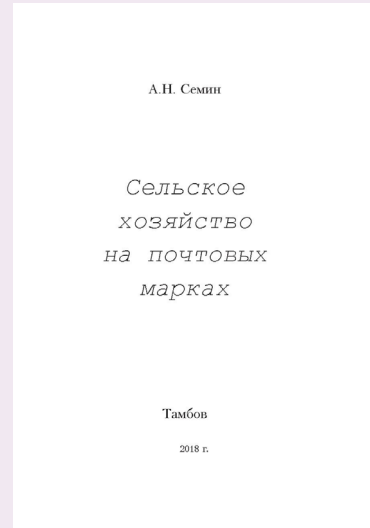 А.Н. Семин
Сельское
хозяйство
на почтовых
марках
Тамбов
2018 г.